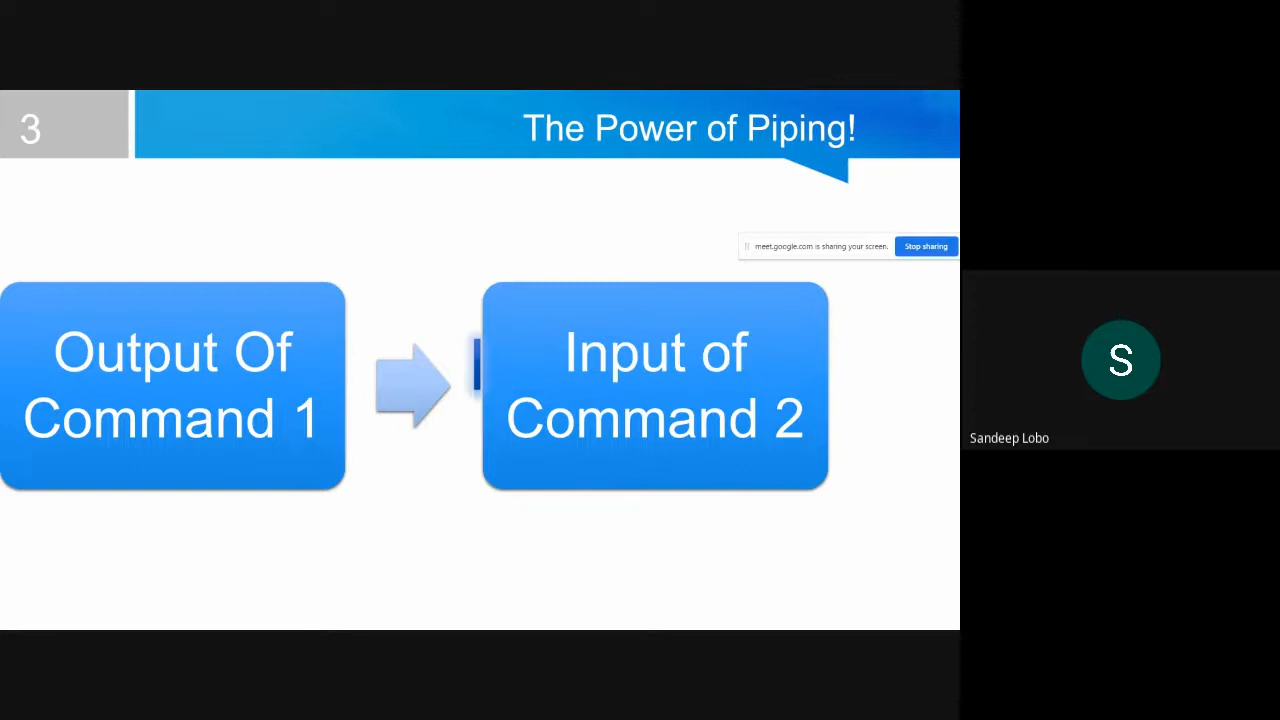 3
The Power of Piping!
meet.google.com is sharing your screen.
Stop sharing
Output Of
Command 1
Input of
Command 2
S
Sandeep Lobo